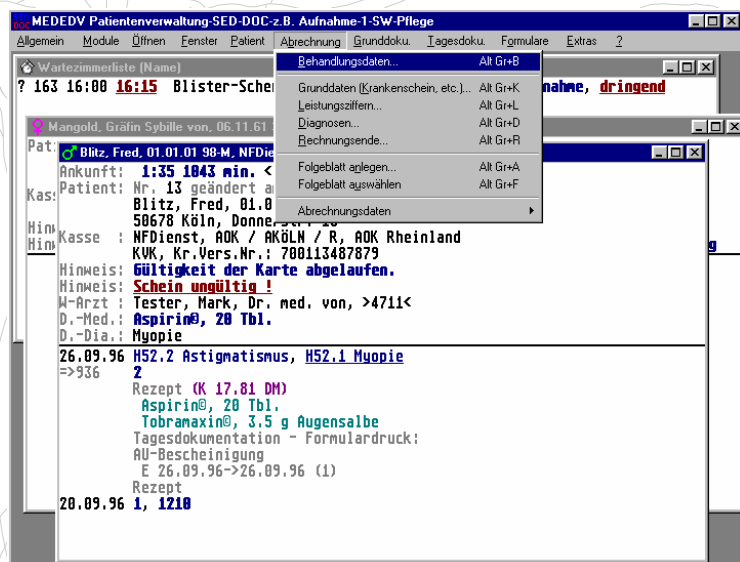 MEDEDV Patientenverwaltung-SED-DOC-z.B. Aufnahme-1-SW-Pflege
Allgemein Module Öffnen Fenster Patient Abrechnung Grunddoku. Tagesdoku. Formulare Extras ?
Wartezimmerliste (Name)
? 163 16:00 16:15 Blister-Scher nahme, dringend
Behandlungsdaten... Alt Gr+B
Grunddaten (Krankenschein, etc.)... Alt Gr+K
Leistungsziffern... Alt Gr+L
Diagnosen... Alt Gr+D
Rechnungsende... Alt Gr+R
Folgeblatt anlegen... Alt Gr+A
Folgeblatt auswählen Alt Gr+F
Abrechnungsdaten
Mangold, Gräfin Sybille von, 06.11.61
Pat
Kass
Hinw
Hinw
Blitz, Fred, 01.01.01 98-M, NFDie
Ankunft: 1:35 1043 min. <
Patient: Nr. 13 geändert a
Blitz, Fred, 01.0
50678 Köln, Donne
Kasse : NFDienst, AOK / AKÖLN / R, AOK Rheinland
KVK, Kr.Vers.Nr.: 700113487879
Hinweis: Gültigkeit der Karte abgelaufen.
Hinweis: Schein ungültig !
W-Arzt : Tester, Mark, Dr. med. von, >4711<
D.-Med.: Aspirin®, 20 Tbl.
D.-Dia.: Myopie
26.09.96 H52.2 Astigmatismus, H52.1 Myopie
=>936 2
Rezept (K 17.81 DM)
Aspirin®, 20 Tbl.
Tobramaxin®, 3.5 g Augensalbe
Tagesdokumentation - Formulardruck:
AU-Bescheinigung
E 26.09.96->26.09.96 (1)
Rezept
20.09.96 1, 1210